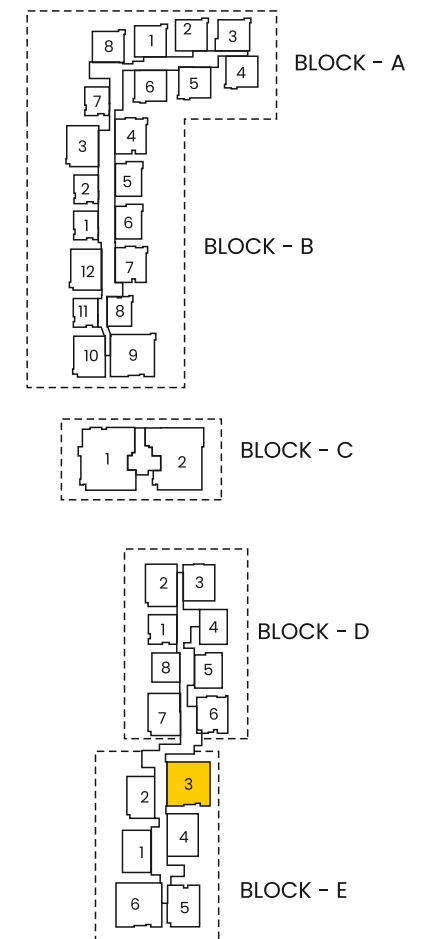 8 1 2 3
BLOCK - A
7 6 5 4
3 4
2 5
1 6
BLOCK - B
12 7
11 8
10 9
1 2
BLOCK - C
2 3
1 4
BLOCK - D
8 5
7 6
2 3
1 4
6 5
BLOCK - E